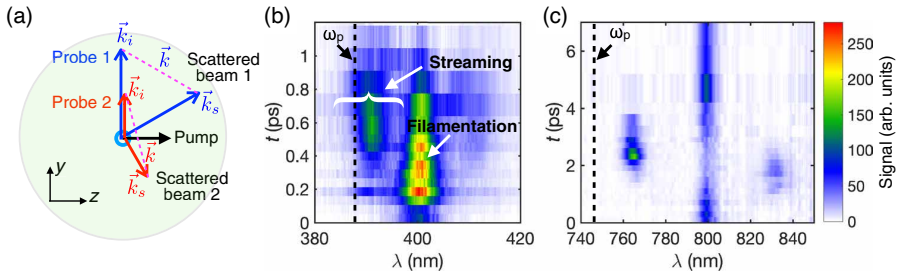 (a)
k⃗i
Probe 1
k⃗
Scattered
beam 1
k⃗s
Probe 2
k⃗i
Pump
k⃗
k⃗s
Scattered
beam 2
y
z
(b)
ωp
Streaming
Filamentation
t (ps)
1
0.8
0.6
0.4
0.2
0
380 400 420
λ (nm)
(c)
ωp
t (ps)
6
4
2
0
740 760 780 800 820 840
λ (nm)
250
200
150
100
50
0
Signal (arb. units)